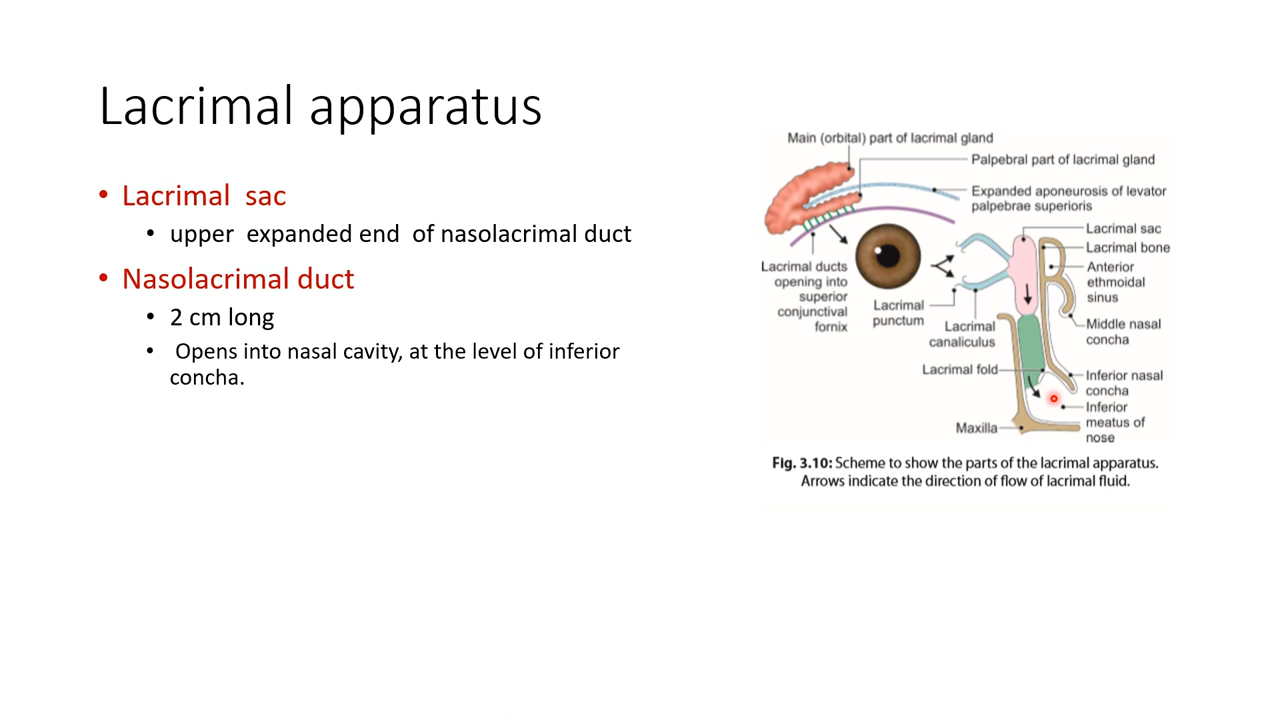 Lacrimal apparatus
• Lacrimal sac
• upper expanded end of nasolacrimal duct
• Nasolacrimal duct
• 2 cm long
• Opens into nasal cavity, at the level of inferior
concha.
Main (orbital) part of lacrimal gland
Palpebral part of lacrimal gland
Expanded aponeurosis of levator
palpebrae superioris
Lacrimal sac
Lacrimal bone
Anterior
ethmoidal
sinus
Middle nasal
concha
Inferior nasal
concha
Inferior
meatus of
nose
Lacrimal ducts
opening into
superior
conjunctival
fornix
Lacrimal
punctum
Lacrimal
canaliculus
Lacrimal fold
Maxilla
Fig. 3.10: Scheme to show the parts of the lacrimal apparatus.
Arrows indicate the direction of flow of lacrimal fluid.